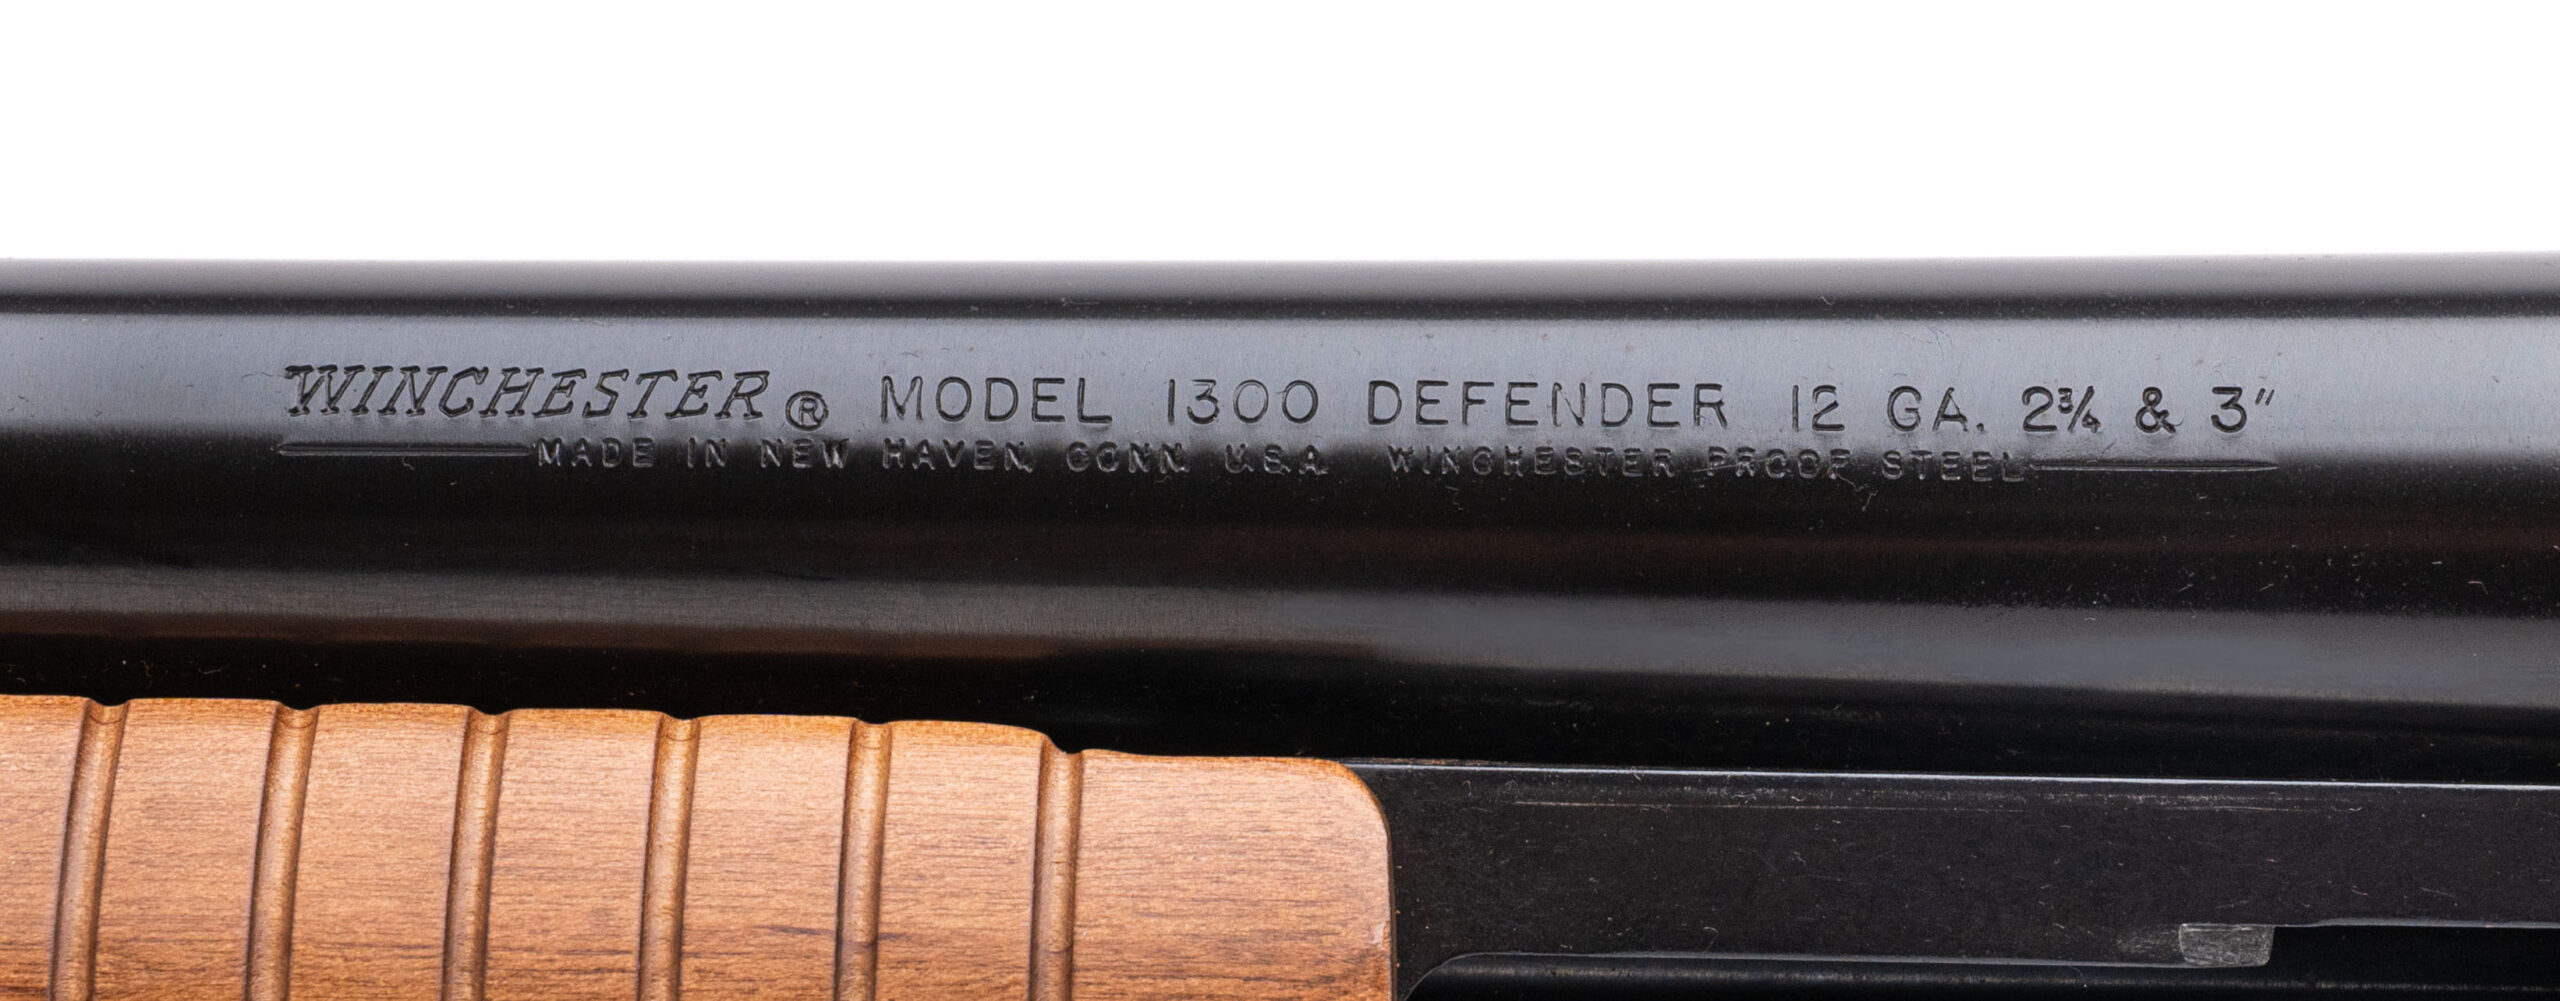 WINCHESTER® MODEL 1300 DEFENDER 12 GA. 2¾ & 3"
MADE IN NEW HAVEN, CONN. U.S.A. WINCHESTER PROOF STEEL